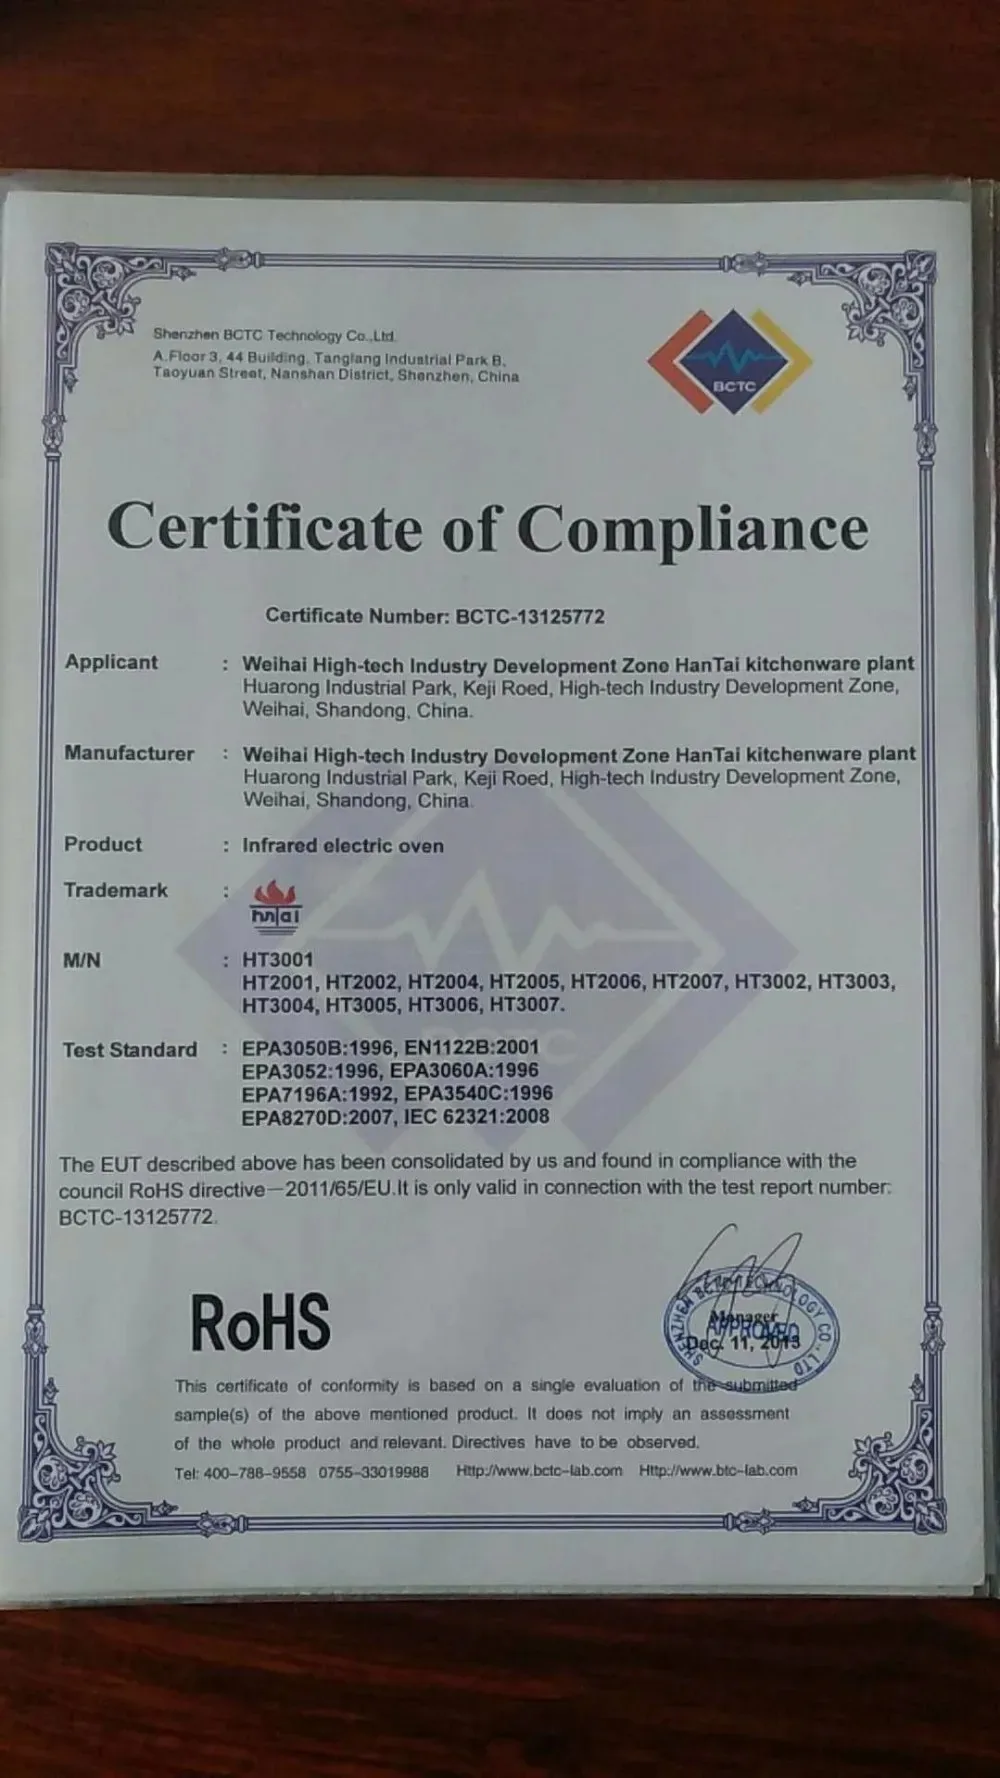 Shenzhen BCTC Technology Co.,Ltd.
A.Floor 3, 44 Building, Tanglang Industrial Park B,
Taoyuan Street, Nanshan District, Shenzhen, China
BCTC
Certificate of Compliance
Certificate Number: BCTC-13125772
Applicant : Weihai High-tech Industry Development Zone HanTai kitchenware plant
Huarong Industrial Park, Keji Roed, High-tech Industry Development Zone,
Weihai, Shandong, China.
Manufacturer : Weihai High-tech Industry Development Zone HanTai kitchenware plant
Huarong Industrial Park, Keji Roed, High-tech Industry Development Zone,
Weihai, Shandong, China.
Product : Infrared electric oven
Trademark :
M/N : HT3001
HT2001, HT2002, HT2004, HT2005, HT2006, HT2007, HT3002, HT3003,
HT3004, HT3005, HT3006, HT3007.
Test Standard : EPA3050B:1996, EN1122B:2001
EPA3052:1996, EPA3060A:1996
EPA7196A:1992, EPA3540C:1996
EPA8270D:2007, IEC 62321:2008
The EUT described above has been consolidated by us and found in compliance with the
council RoHS directive—2011/65/EU.It is only valid in connection with the test report number:
BCTC-13125772.
RoHS
SHENZHEN BCTC TECHNOLOGY CO., LTD
Manager
APPROVED
Dec. 11, 2013
This certificate of conformity is based on a single evaluation of the submitted
sample(s) of the above mentioned product. It does not imply an assessment
of the whole product and relevant. Directives have to be observed.
Tel: 400-788-9558 0755-33019988 Http://www.bctc-lab.com Http://www.btc-lab.com